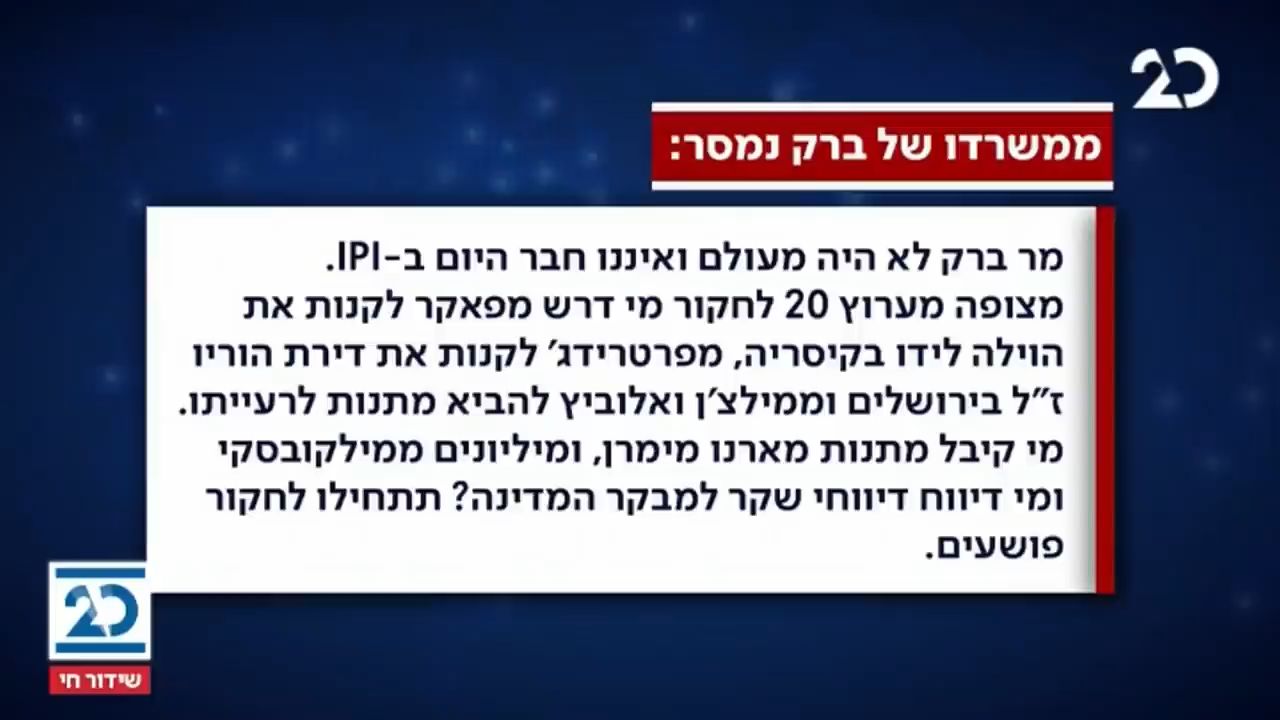 20
ממשרדו של ברק נמסר:
מר ברק לא היה מעולם ואיננו חבר היום ב-IPI.
מצופה מערוץ 20 לחקור מי דרש מפאקר לקנות את
הוילה לידו בקיסריה, מפרטרידג' לקנות את דירת הוריו
ז"ל בירושלים וממילצ'ן ואלוביץ להביא מתנות לרעייתו.
מי קיבל מתנות מארנו מימרן, ומיליונים ממילקובסקי
ומי דיווח דיווחי שקר למבקר המדינה? תתחילו לחקור
פושעים.
20
שידור חי